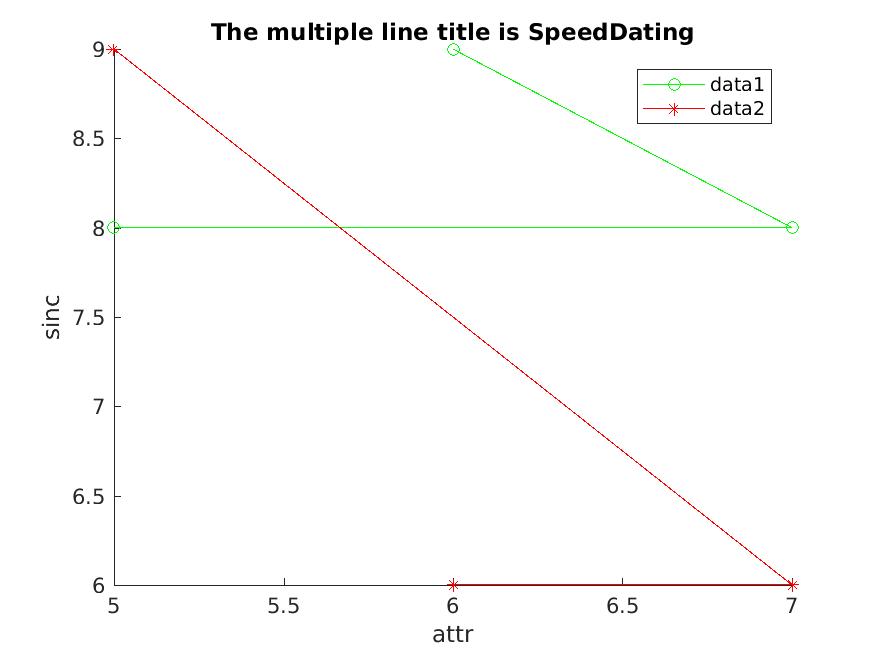 The multiple line title is SpeedDating
data1
data2
9
8.5
8
7.5
7
6.5
6
sinc
5
5.5
6
6.5
7
attr